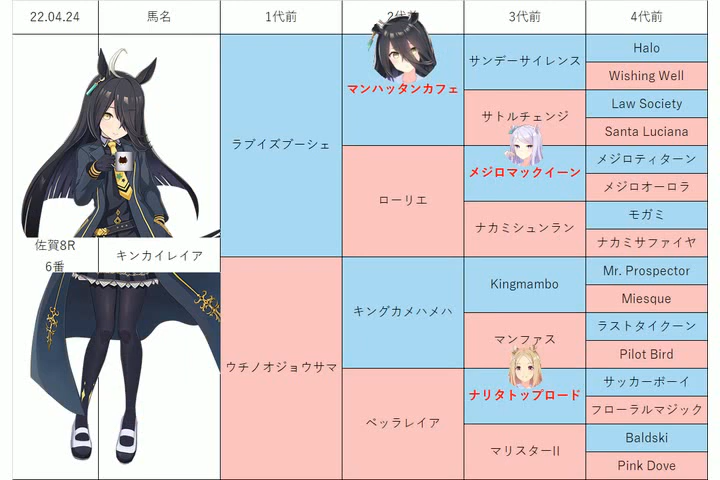 22.04.24 馬名 1代前 2代前 3代前 4代前
佐賀8R
6番
キンカイレイア
ラブイズブーシェ
ウチノオジョウサマ
マンハッタンカフェ
ローリエ
キングカメハメハ
ベッラレイア
サンデーサイレンス
サトルチェンジ
メジロマックイーン
ナカミシュンラン
Kingmambo
マンファス
ナリタトップロード
マリスターII
Halo
Wishing Well
Law Society
Santa Luciana
メジロティターン
メジロオーロラ
モガミ
ナカミサファイヤ
Mr. Prospector
Miesque
ラストタイクーン
Pilot Bird
サッカーボーイ
フローラルマジック
Baldski
Pink Dove